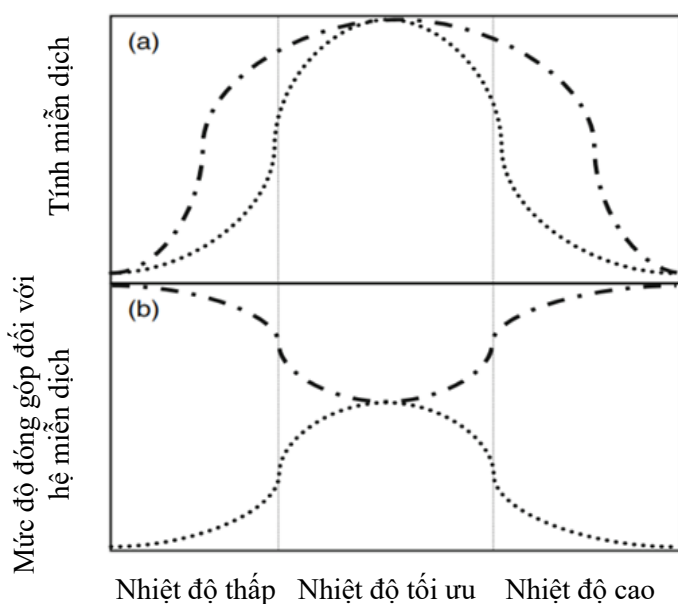 (a)
Tính miễn dịch
(b)
Mức độ đóng góp đối với
hệ miễn dịch
Nhiệt độ thấp Nhiệt độ tối ưu Nhiệt độ cao